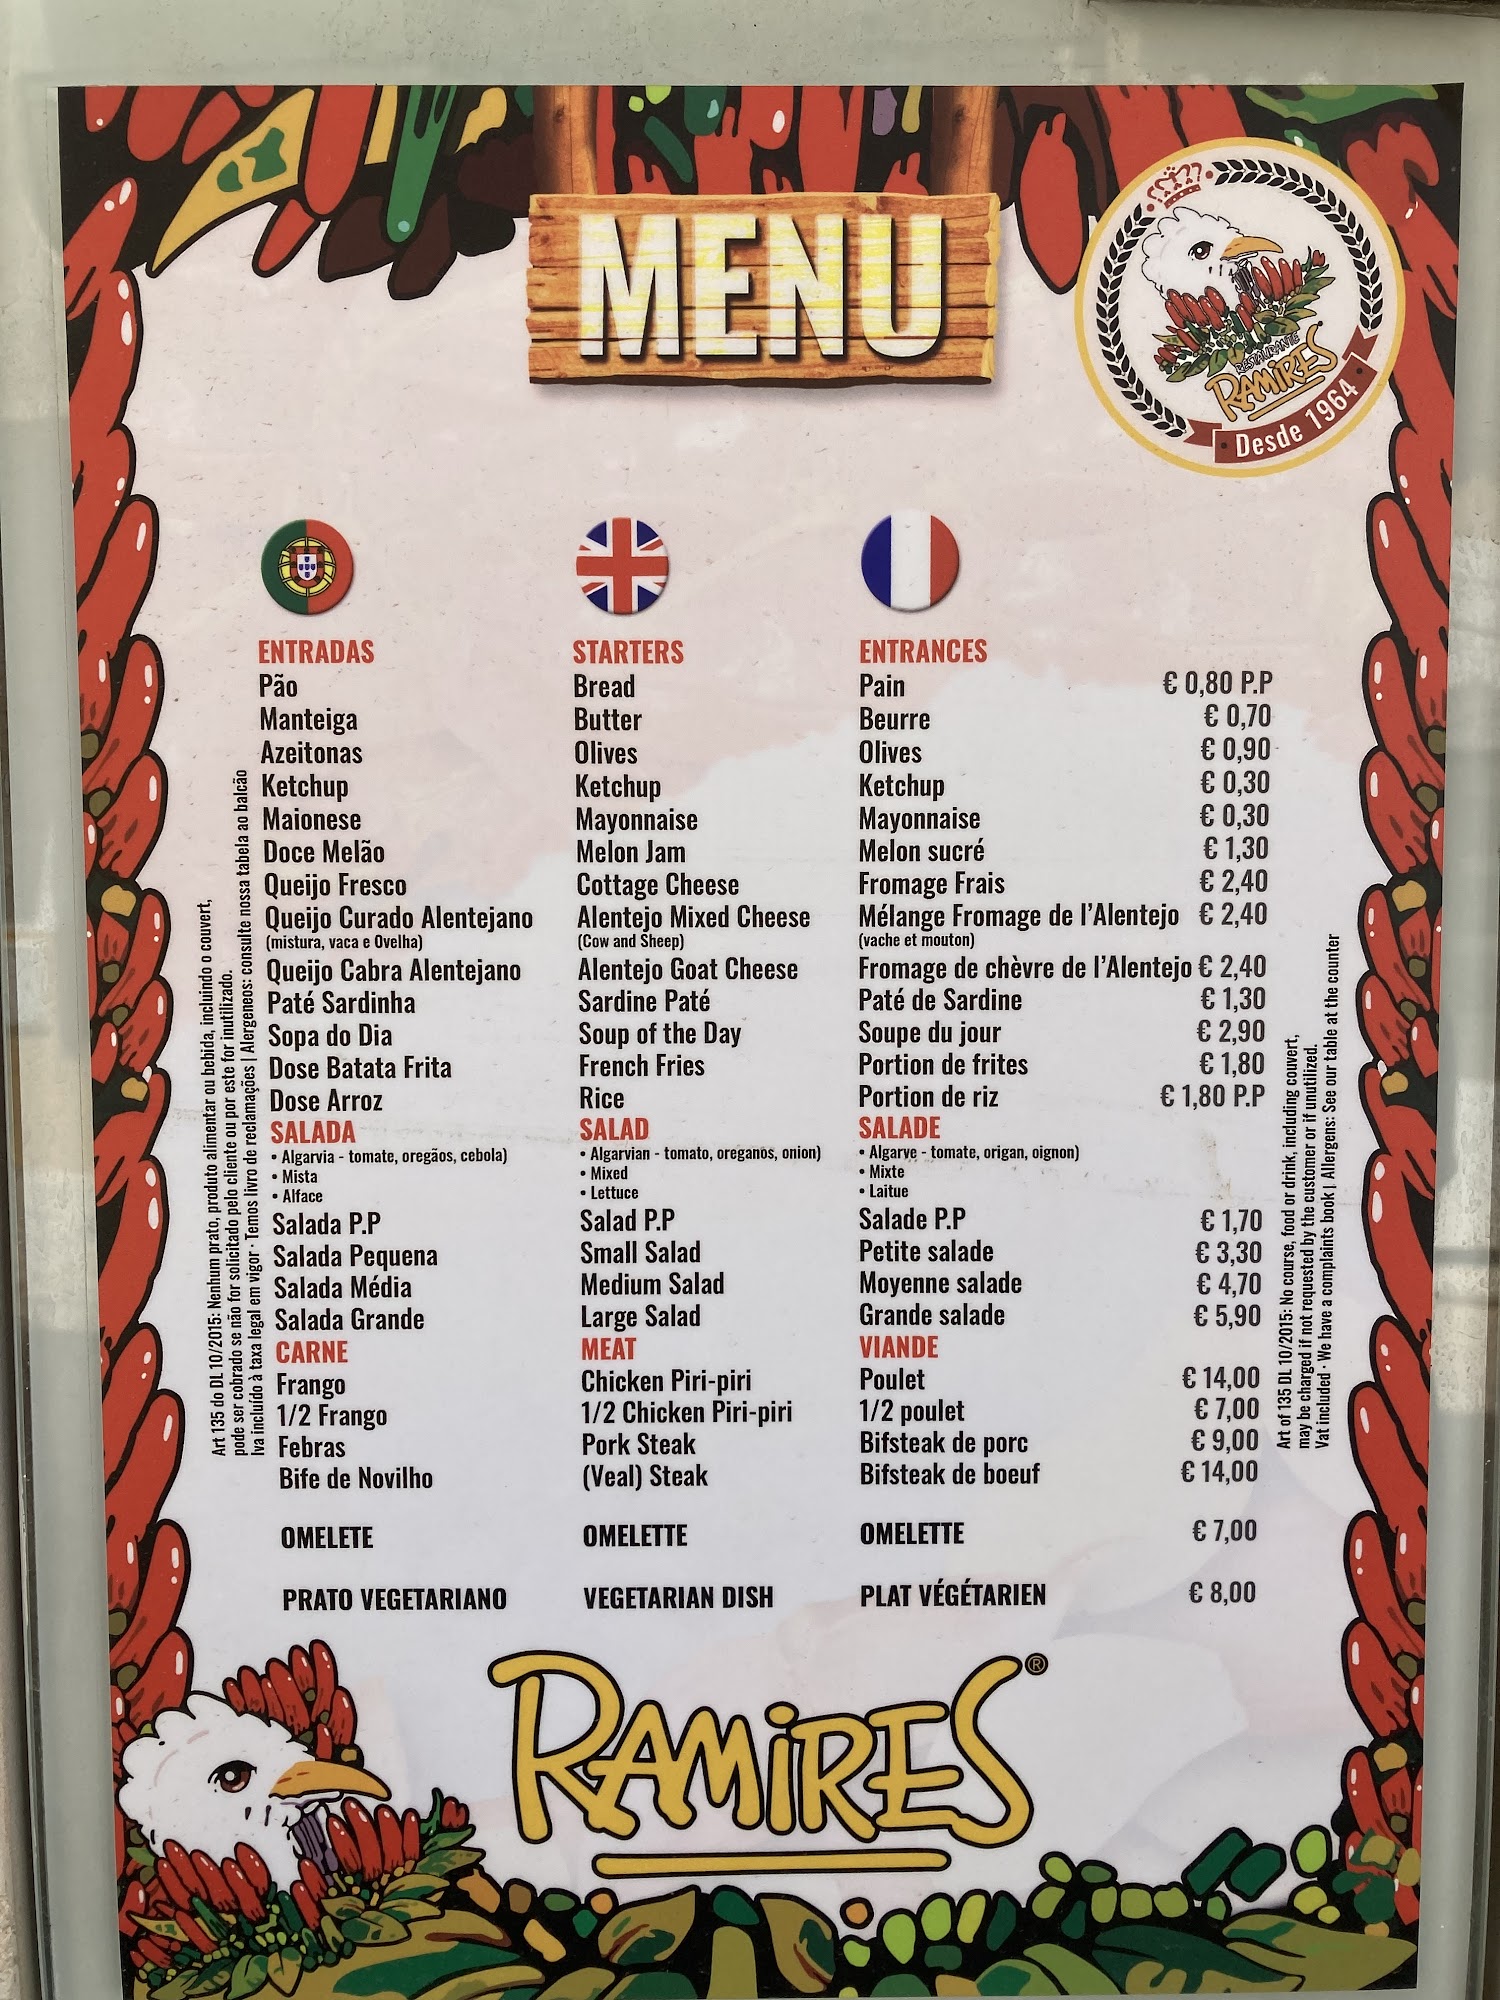 MENU
RESTAURANTE
RAMIRES
Desde 1964
ENTRADAS STARTERS ENTRANCES
Pão Bread Pain € 0,80 P.P
Manteiga Butter Beurre € 0,70
Azeitonas Olives Olives € 0,90
Ketchup Ketchup Ketchup € 0,30
Maionese Mayonnaise Mayonnaise € 0,30
Doce Melão Melon Jam Melon sucré € 1,30
Queijo Fresco Cottage Cheese Fromage Frais € 2,40
Queijo Curado Alentejano Alentejo Mixed Cheese Mélange Fromage de l'Alentejo € 2,40
(mistura, vaca e Ovelha) (Cow and Sheep) (vache et mouton)
Queijo Cabra Alentejano Alentejo Goat Cheese Fromage de chèvre de l'Alentejo € 2,40
Paté Sardinha Sardine Paté Paté de Sardine € 1,30
Sopa do Dia Soup of the Day Soupe du jour € 2,90
Dose Batata Frita French Fries Portion de frites € 1,80
Dose Arroz Rice Portion de riz € 1,80 P.P
SALADA SALAD SALADE
• Algarvia - tomate, oregãos, cebola) • Algarvian - tomato, oreganos, onion) • Algarve - tomate, origan, oignon)
• Mista • Mixed • Mixte
• Alface • Lettuce • Laitue
Salada P.P Salad P.P Salade P.P € 1,70
Salada Pequena Small Salad Petite salade € 3,30
Salada Média Medium Salad Moyenne salade € 4,70
Salada Grande Large Salad Grande salade € 5,90
CARNE MEAT VIANDE
Frango Chicken Piri-piri Poulet € 14,00
1/2 Frango 1/2 Chicken Piri-piri 1/2 poulet € 7,00
Febras Pork Steak Bifsteak de porc € 9,00
Bife de Novilho (Veal) Steak Bifsteak de boeuf € 14,00
OMELETE OMELETTE OMELETTE € 7,00
PRATO VEGETARIANO VEGETARIAN DISH PLAT VÉGÉTARIEN € 8,00
Art 135 do DL 10/2015: Nenhum prato, produto alimentar ou bebida, incluindo o couvert,
pode ser cobrado se não for solicitado pelo cliente ou por este for inutilizado.
Iva incluído à taxa legal em vigor · Temos livro de reclamações | Alergeneos: consulte nossa tabela ao balcão
Art of 135 DL 10/2015: No course, food or drink, including couvert,
may be charged if not requested by the customer or if unutilized.
Vat included · We have a complaints book | Allergens: See our table at the counter
RAMIRES®